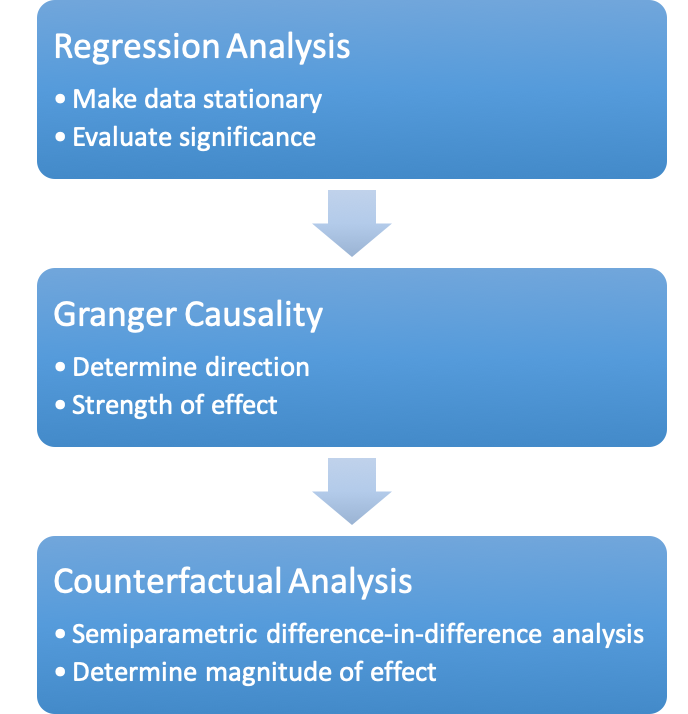 Regression Analysis
• Make data stationary
• Evaluate significance
Granger Causality
• Determine direction
• Strength of effect
Counterfactual Analysis
• Semiparametric difference-in-difference analysis
• Determine magnitude of effect